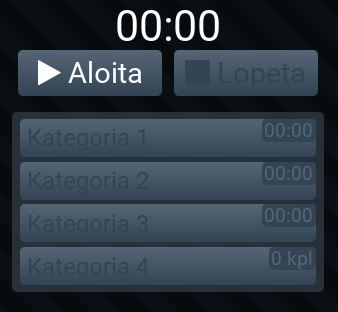 00:00
Aloita Lopeta
Kategoria 1 00:00
Kategoria 2 00:00
Kategoria 3 00:00
Kategoria 4 0 kpl